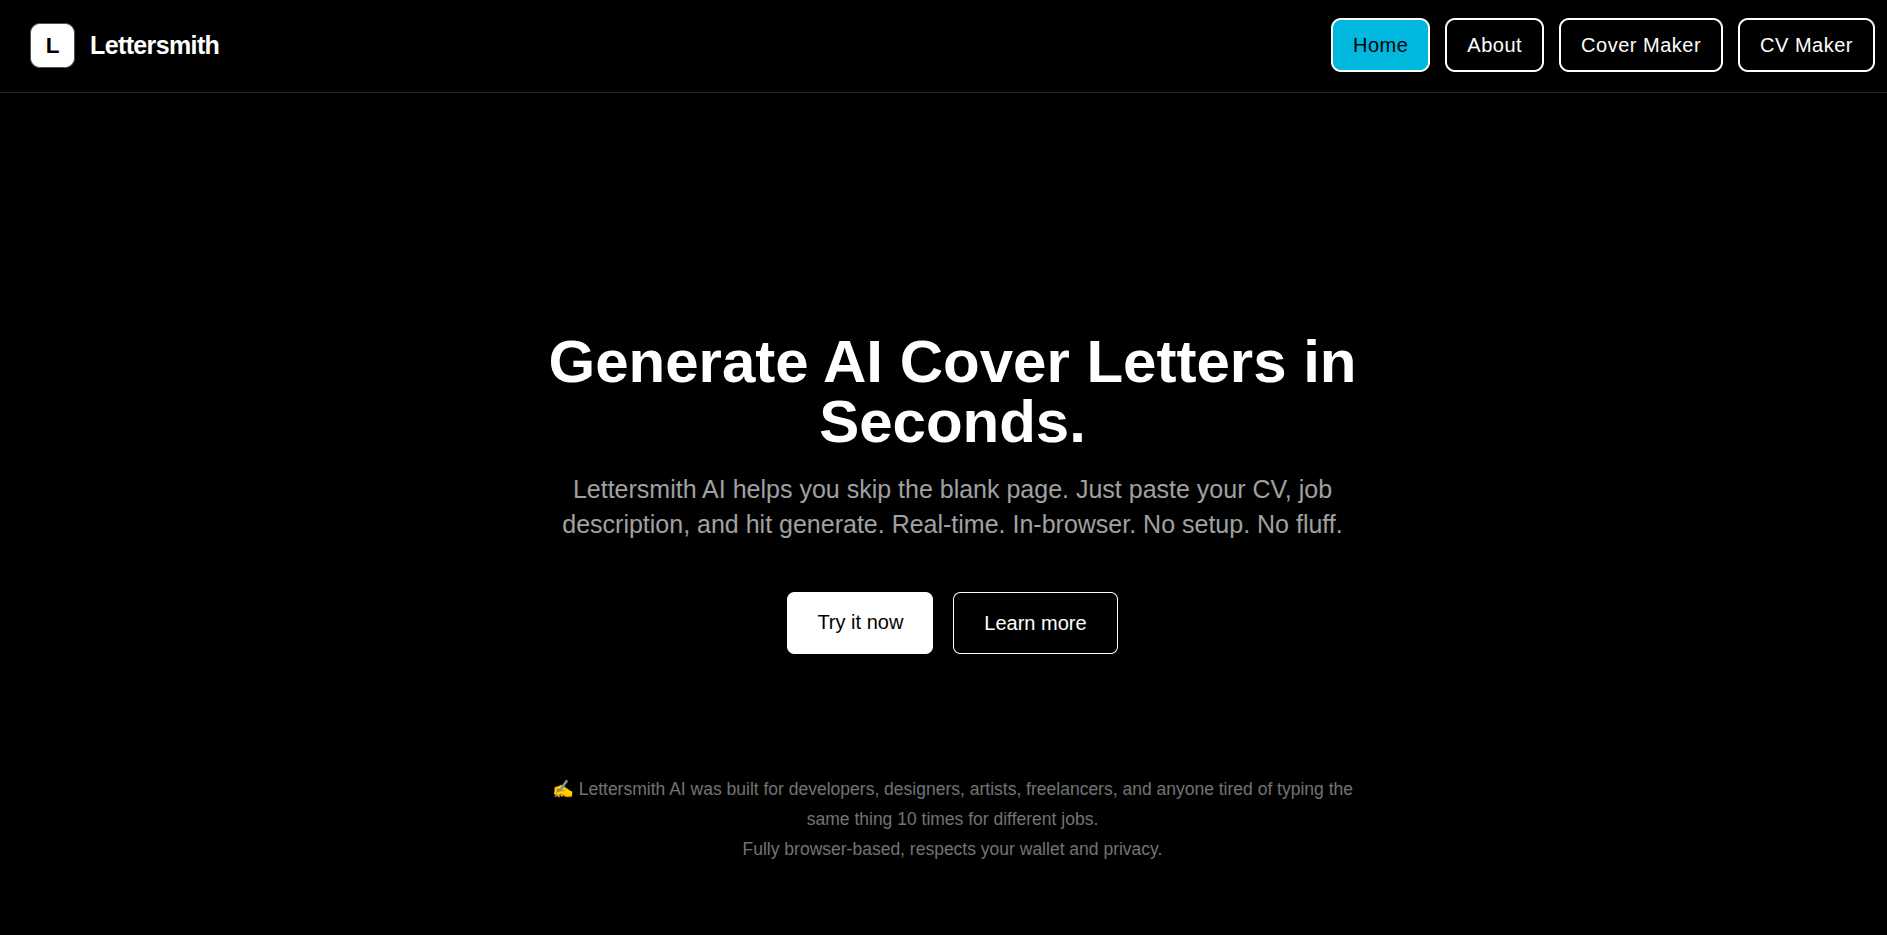 L Lettersmith Home About Cover Maker CV Maker
Generate AI Cover Letters in
Seconds.
Lettersmith AI helps you skip the blank page. Just paste your CV, job
description, and hit generate. Real-time. In-browser. No setup. No fluff.
Try it now Learn more
✍️ Lettersmith AI was built for developers, designers, artists, freelancers, and anyone tired of typing the
same thing 10 times for different jobs.
Fully browser-based, respects your wallet and privacy.